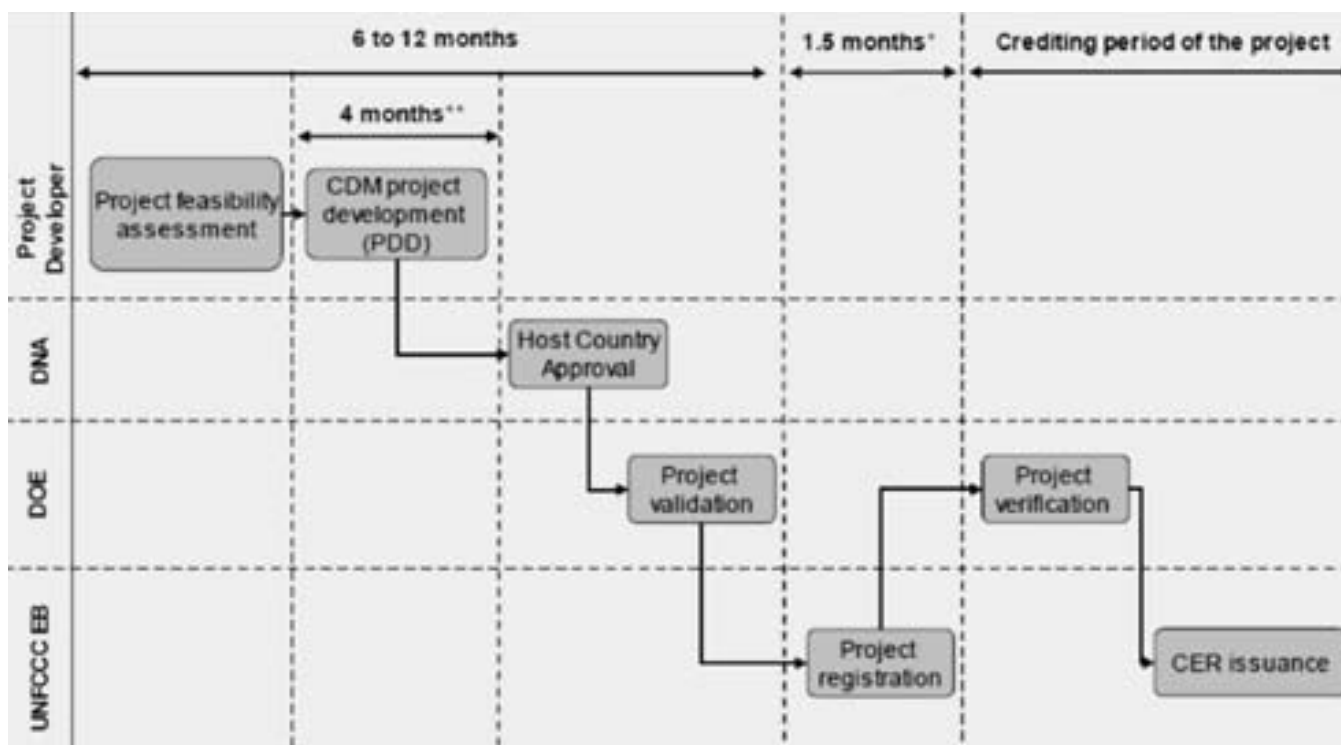 6 to 12 months
1.5 months*
Crediting period of the project
4 months**
Project
Developer
Project feasibility
assessment
CDM project
development
(PDD)
DNA
Host Country
Approval
DOE
Project
validation
Project
verification
UNFCCC EB
Project
registration
CER issuance